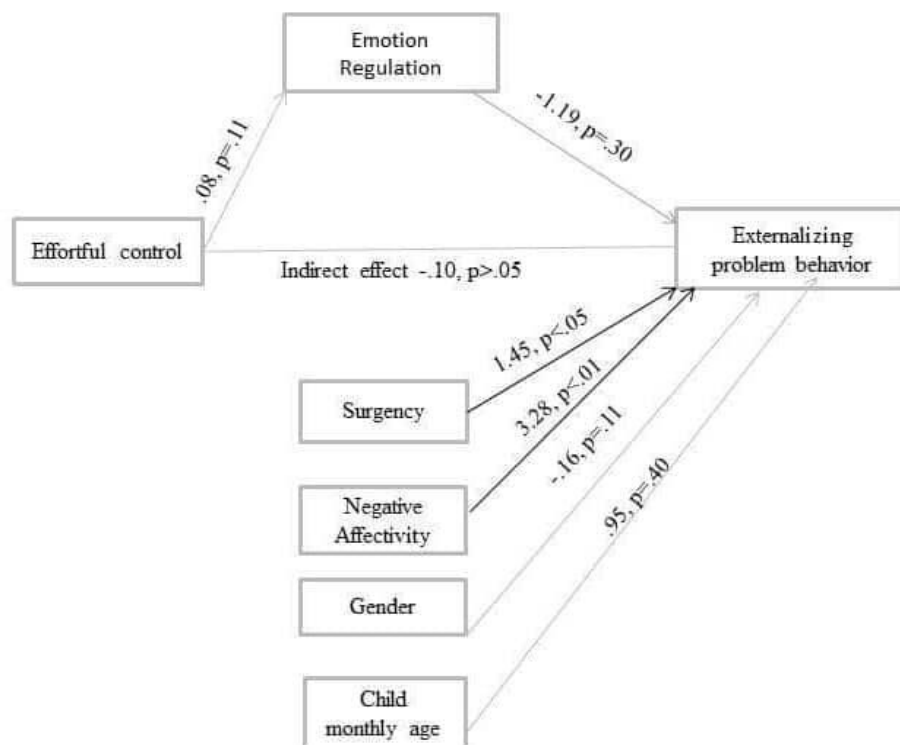 Emotion
Regulation
.08, p=.11
-1.19, p=.30
Effortful control
Externalizing
problem behavior
Indirect effect -.10, p>.05
1.45, p<.05
3.28, p<.01
-.16, p=.11
.95, p=.40
Surgency
Negative
Affectivity
Gender
Child
monthly age